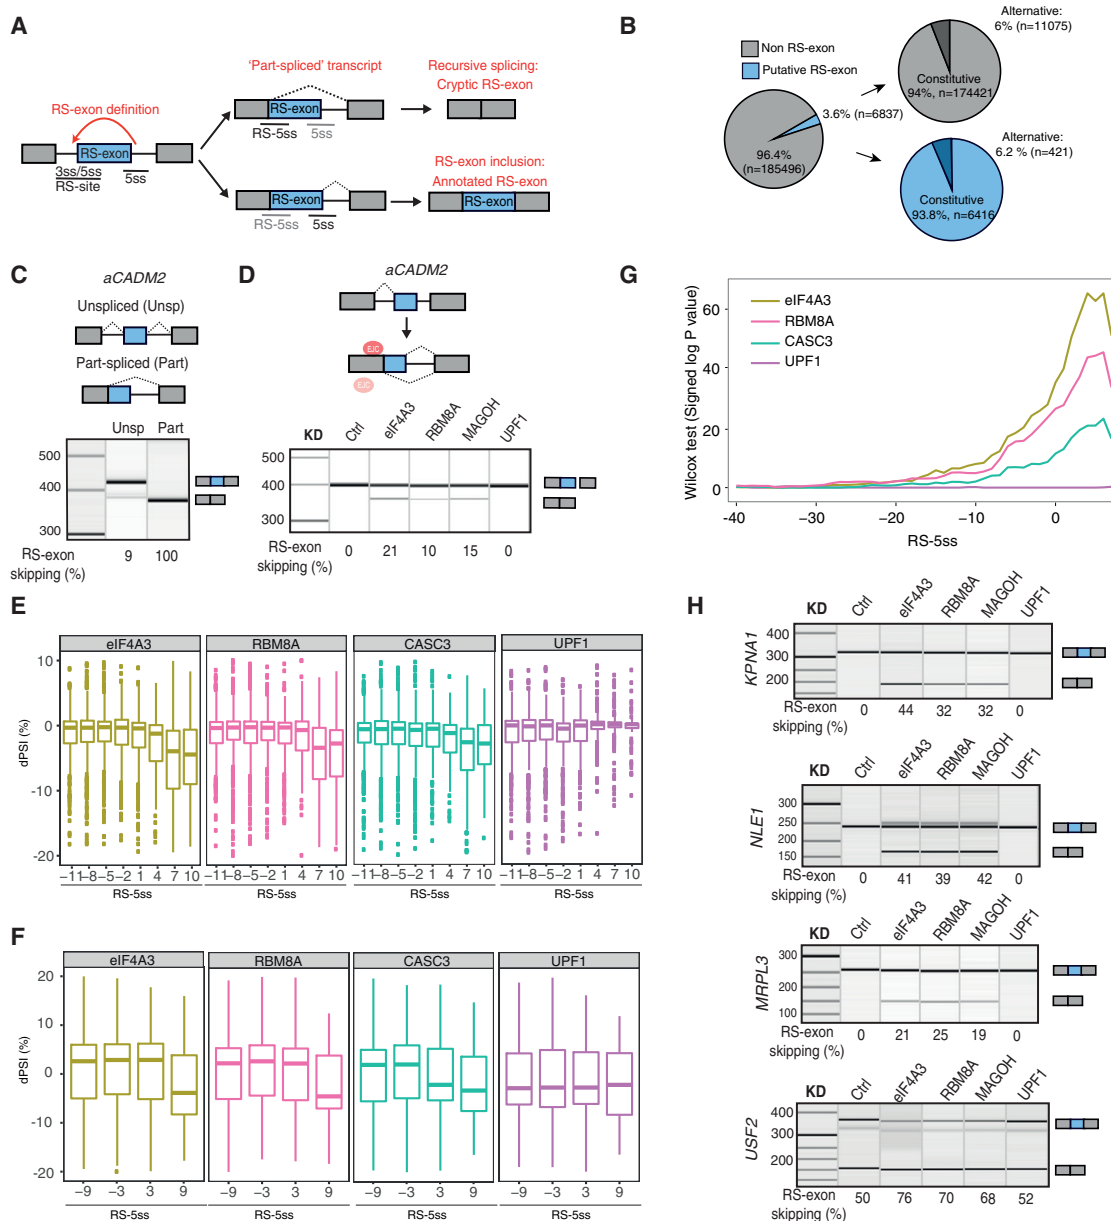 A
RS-exon definition
RS-exon
3ss/5ss
RS-site
5ss
'Part-spliced' transcript
RS-exon
RS-5ss
5ss
Recursive splicing:
Cryptic RS-exon
RS-exon
RS-5ss
5ss
RS-exon inclusion:
Annotated RS-exon
RS-exon
B
Non RS-exon
Putative RS-exon
96.4%
(n=185496)
3.6% (n=6837)
Alternative:
6% (n=11075)
Constitutive
94%, n=174421
Alternative:
6.2 % (n=421)
Constitutive
93.8%, n=6416
C
aCADM2
Unspliced (Unsp)
Part-spliced (Part)
Unsp Part
500
400
300
RS-exon
skipping (%)
9 100
D
aCADM2
EJC
EJC
KD Ctrl eIF4A3 RBM8A MAGOH UPF1
500
400
300
RS-exon
skipping (%)
0 21 10 15 0
G
eIF4A3
RBM8A
CASC3
UPF1
Wilcox test (Signed log P value)
60
40
20
0
−40 −30 −20 −10 0
RS-5ss
E
eIF4A3 RBM8A CASC3 UPF1
dPSI (%)
10
0
-10
-20
−11 −8 −5 −2 1 4 7 10
−11 −8 −5 −2 1 4 7 10
−11 −8 −5 −2 1 4 7 10
−11 −8 −5 −2 1 4 7 10
RS-5ss RS-5ss RS-5ss RS-5ss
F
eIF4A3 RBM8A CASC3 UPF1
dPSI (%)
20
10
0
-10
-20
−9 −3 3 9
−9 −3 3 9
−9 −3 3 9
−9 −3 3 9
RS-5ss RS-5ss RS-5ss RS-5ss
H
KD Ctrl eIF4A3 RBM8A MAGOH UPF1
KPNA1
400
300
200
RS-exon
skipping (%)
0 44 32 32 0
KD Ctrl eIF4A3 RBM8A MAGOH UPF1
NLE1
300
250
200
150
RS-exon
skipping (%)
0 41 39 42 0
KD Ctrl eIF4A3 RBM8A MAGOH UPF1
MRPL3
300
200
100
RS-exon
skipping (%)
0 21 25 19 0
KD Ctrl eIF4A3 RBM8A MAGOH UPF1
USF2
400
300
200
RS-exon
skipping (%)
50 76 70 68 52